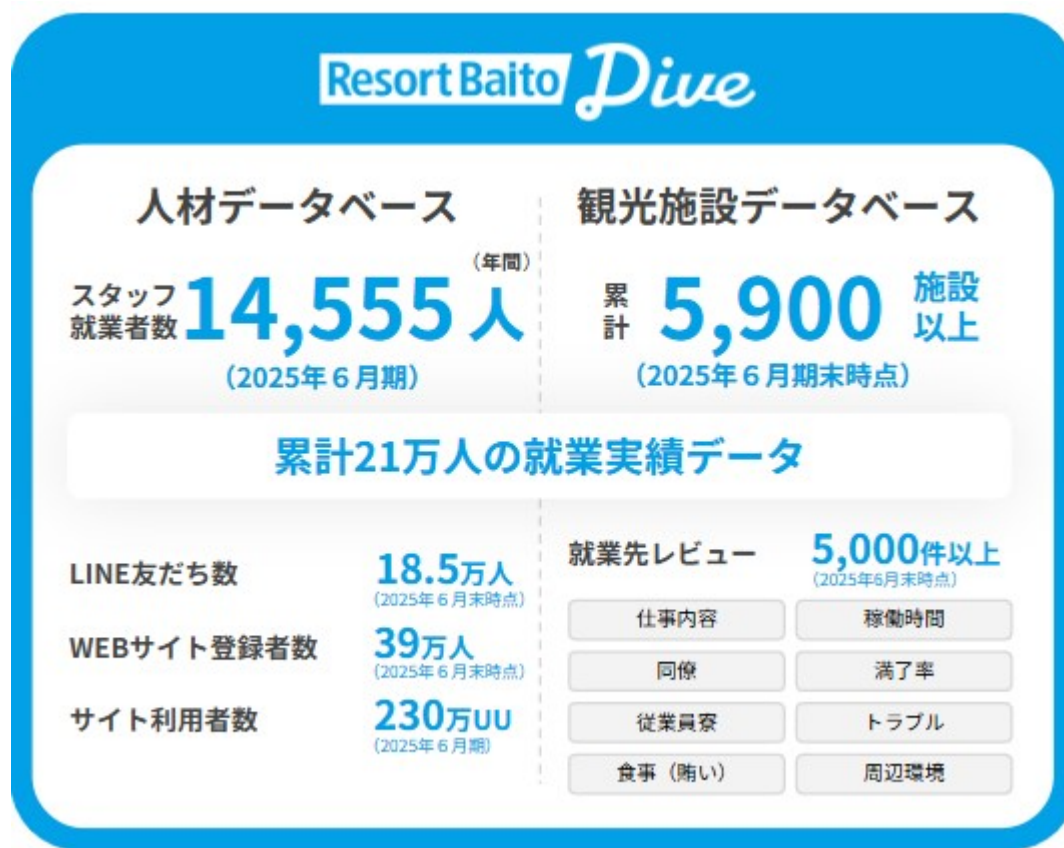 Resort Baito Dive
人材データベース
(年間)
スタッフ
就業者数 14,555人
(2025年6月期)
観光施設データベース
累計 5,900 施設以上
(2025年6月期末時点)
累計21万人の就業実績データ
LINE友だち数 18.5万人
(2025年6月末時点)
WEBサイト登録者数 39万人
(2025年6月末時点)
サイト利用者数 230万UU
(2025年6月期)
就業先レビュー 5,000件以上
(2025年6月末時点)
仕事内容 稼働時間
同僚 満了率
従業員寮 トラブル
食事（賄い） 周辺環境